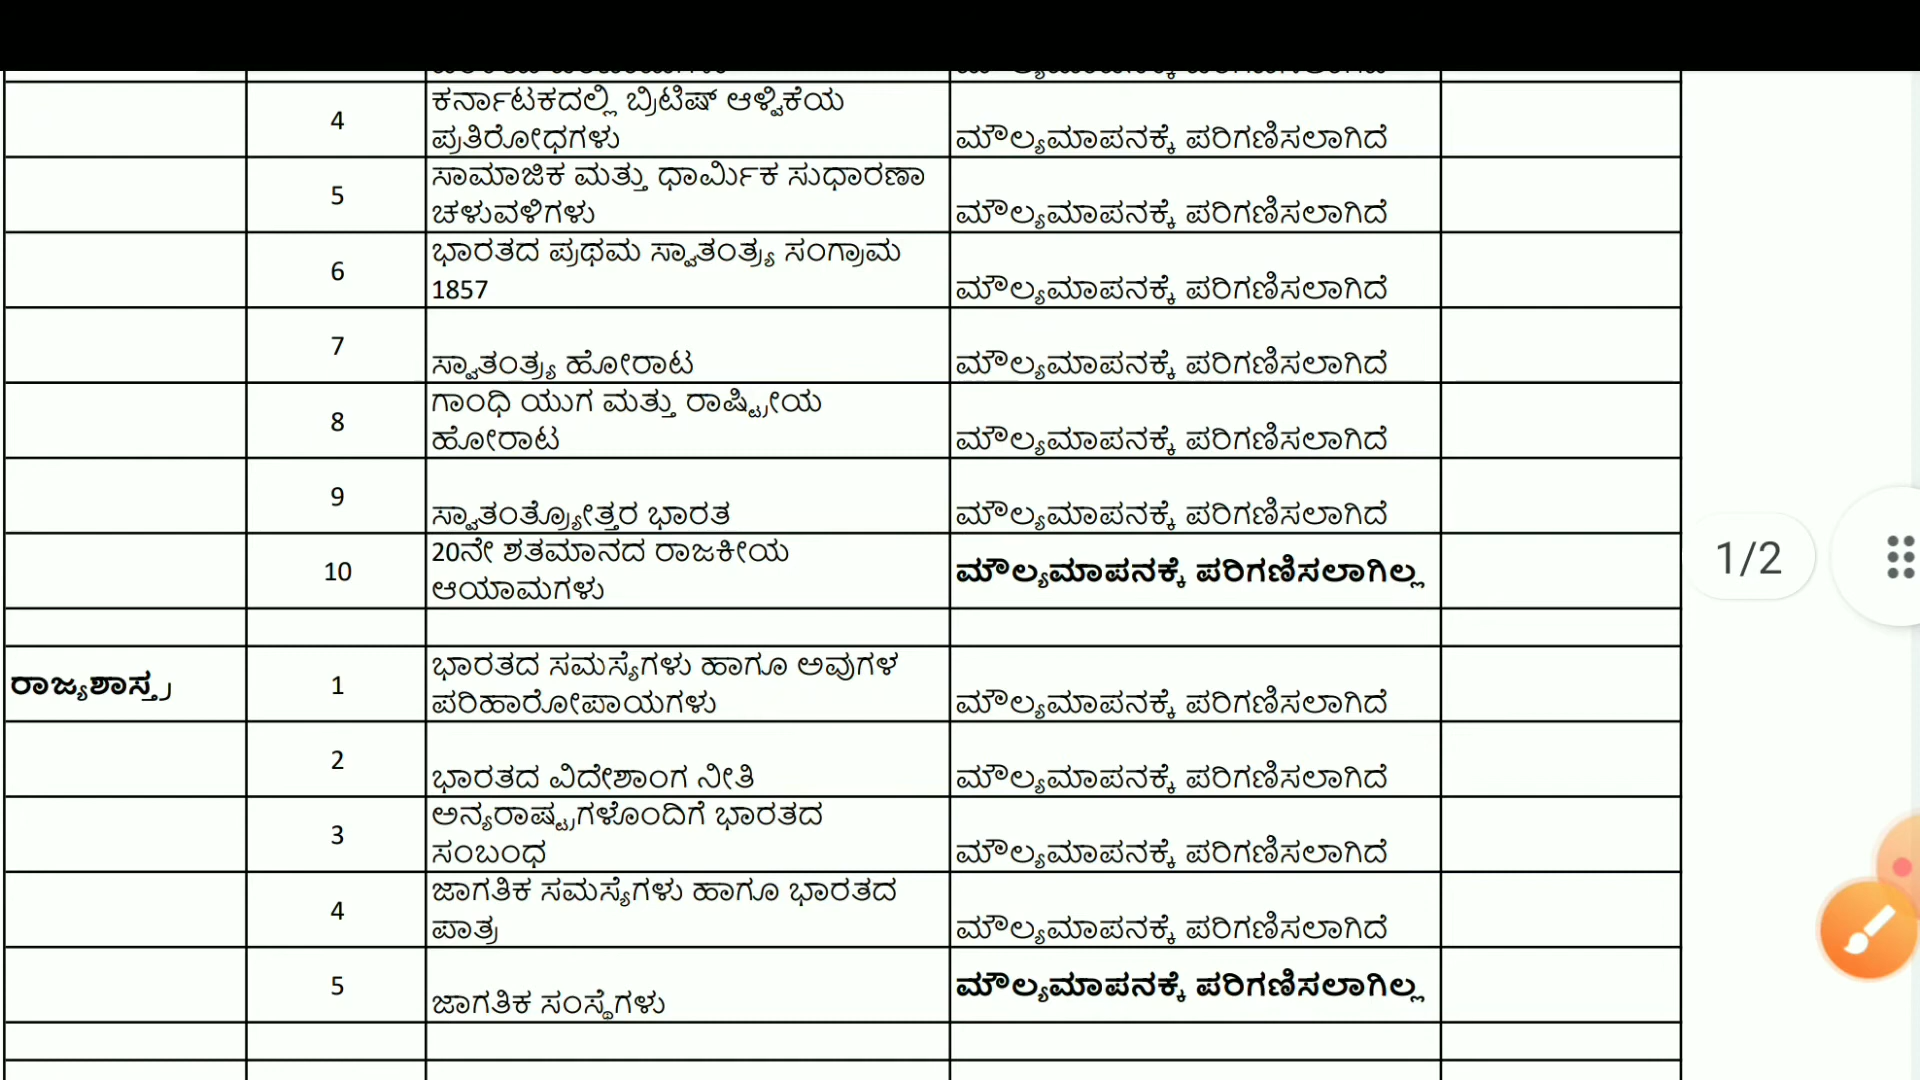 4
ಕರ್ನಾಟಕದಲ್ಲಿ ಬ್ರಿಟಿಷ್ ಆಳ್ವಿಕೆಯ
ಪ್ರತಿರೋಧಗಳು
ಮೌಲ್ಯಮಾಪನಕ್ಕೆ ಪರಿಗಣಿಸಲಾಗಿದೆ
5
ಸಾಮಾಜಿಕ ಮತ್ತು ಧಾರ್ಮಿಕ ಸುಧಾರಣಾ
ಚಳುವಳಿಗಳು
ಮೌಲ್ಯಮಾಪನಕ್ಕೆ ಪರಿಗಣಿಸಲಾಗಿದೆ
6
ಭಾರತದ ಪ್ರಥಮ ಸ್ವಾತಂತ್ರ್ಯ ಸಂಗ್ರಾಮ
1857
ಮೌಲ್ಯಮಾಪನಕ್ಕೆ ಪರಿಗಣಿಸಲಾಗಿದೆ
7
ಸ್ವಾತಂತ್ರ್ಯ ಹೋರಾಟ
ಮೌಲ್ಯಮಾಪನಕ್ಕೆ ಪರಿಗಣಿಸಲಾಗಿದೆ
8
ಗಾಂಧಿ ಯುಗ ಮತ್ತು ರಾಷ್ಟ್ರೀಯ
ಹೋರಾಟ
ಮೌಲ್ಯಮಾಪನಕ್ಕೆ ಪರಿಗಣಿಸಲಾಗಿದೆ
9
ಸ್ವಾತಂತ್ರ್ಯೋತ್ತರ ಭಾರತ
ಮೌಲ್ಯಮಾಪನಕ್ಕೆ ಪರಿಗಣಿಸಲಾಗಿದೆ
10
20ನೇ ಶತಮಾನದ ರಾಜಕೀಯ
ಆಯಾಮಗಳು
ಮೌಲ್ಯಮಾಪನಕ್ಕೆ ಪರಿಗಣಿಸಲಾಗಿಲ್ಲ
1/2
ರಾಜ್ಯಶಾಸ್ತ್ರ
1
ಭಾರತದ ಸಮಸ್ಯೆಗಳು ಹಾಗೂ ಅವುಗಳ
ಪರಿಹಾರೋಪಾಯಗಳು
ಮೌಲ್ಯಮಾಪನಕ್ಕೆ ಪರಿಗಣಿಸಲಾಗಿದೆ
2
ಭಾರತದ ವಿದೇಶಾಂಗ ನೀತಿ
ಮೌಲ್ಯಮಾಪನಕ್ಕೆ ಪರಿಗಣಿಸಲಾಗಿದೆ
3
ಅನ್ಯರಾಷ್ಟ್ರಗಳೊಂದಿಗೆ ಭಾರತದ
ಸಂಬಂಧ
ಮೌಲ್ಯಮಾಪನಕ್ಕೆ ಪರಿಗಣಿಸಲಾಗಿದೆ
4
ಜಾಗತಿಕ ಸಮಸ್ಯೆಗಳು ಹಾಗೂ ಭಾರತದ
ಪಾತ್ರ
ಮೌಲ್ಯಮಾಪನಕ್ಕೆ ಪರಿಗಣಿಸಲಾಗಿದೆ
5
ಜಾಗತಿಕ ಸಂಸ್ಥೆಗಳು
ಮೌಲ್ಯಮಾಪನಕ್ಕೆ ಪರಿಗಣಿಸಲಾಗಿಲ್ಲ